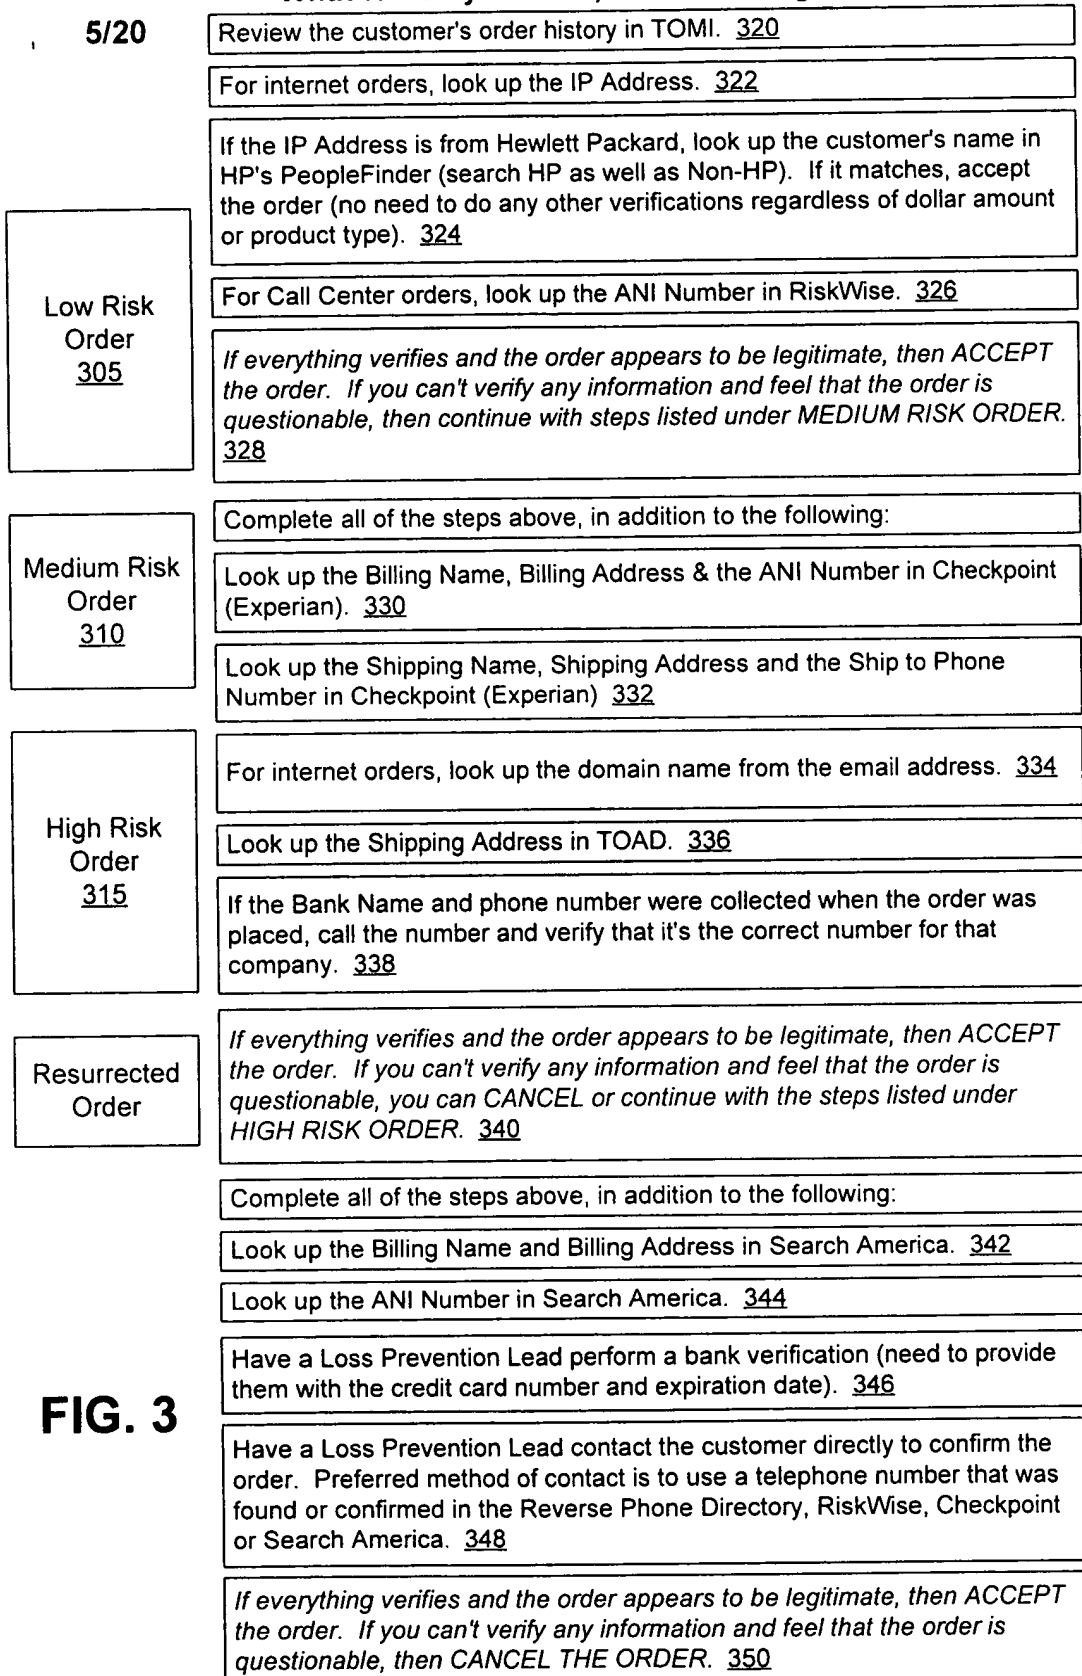 5/20
Review the customer's order history in TOMI. 320
For internet orders, look up the IP Address. 322
If the IP Address is from Hewlett Packard, look up the customer's name in
HP's PeopleFinder (search HP as well as Non-HP). If it matches, accept
the order (no need to do any other verifications regardless of dollar amount
or product type). 324
Low Risk
Order
305
For Call Center orders, look up the ANI Number in RiskWise. 326
If everything verifies and the order appears to be legitimate, then ACCEPT
the order. If you can't verify any information and feel that the order is
questionable, then continue with steps listed under MEDIUM RISK ORDER.
328
Medium Risk
Order
310
Complete all of the steps above, in addition to the following:
Look up the Billing Name, Billing Address & the ANI Number in Checkpoint
(Experian). 330
Look up the Shipping Name, Shipping Address and the Ship to Phone
Number in Checkpoint (Experian) 332
High Risk
Order
315
For internet orders, look up the domain name from the email address. 334
Look up the Shipping Address in TOAD. 336
If the Bank Name and phone number were collected when the order was
placed, call the number and verify that it's the correct number for that
company. 338
Resurrected
Order
If everything verifies and the order appears to be legitimate, then ACCEPT
the order. If you can't verify any information and feel that the order is
questionable, you can CANCEL or continue with the steps listed under
HIGH RISK ORDER. 340
Complete all of the steps above, in addition to the following:
Look up the Billing Name and Billing Address in Search America. 342
Look up the ANI Number in Search America. 344
Have a Loss Prevention Lead perform a bank verification (need to provide
them with the credit card number and expiration date). 346
FIG. 3
Have a Loss Prevention Lead contact the customer directly to confirm the
order. Preferred method of contact is to use a telephone number that was
found or confirmed in the Reverse Phone Directory, RiskWise, Checkpoint
or Search America. 348
If everything verifies and the order appears to be legitimate, then ACCEPT
the order. If you can't verify any information and feel that the order is
questionable, then CANCEL THE ORDER. 350